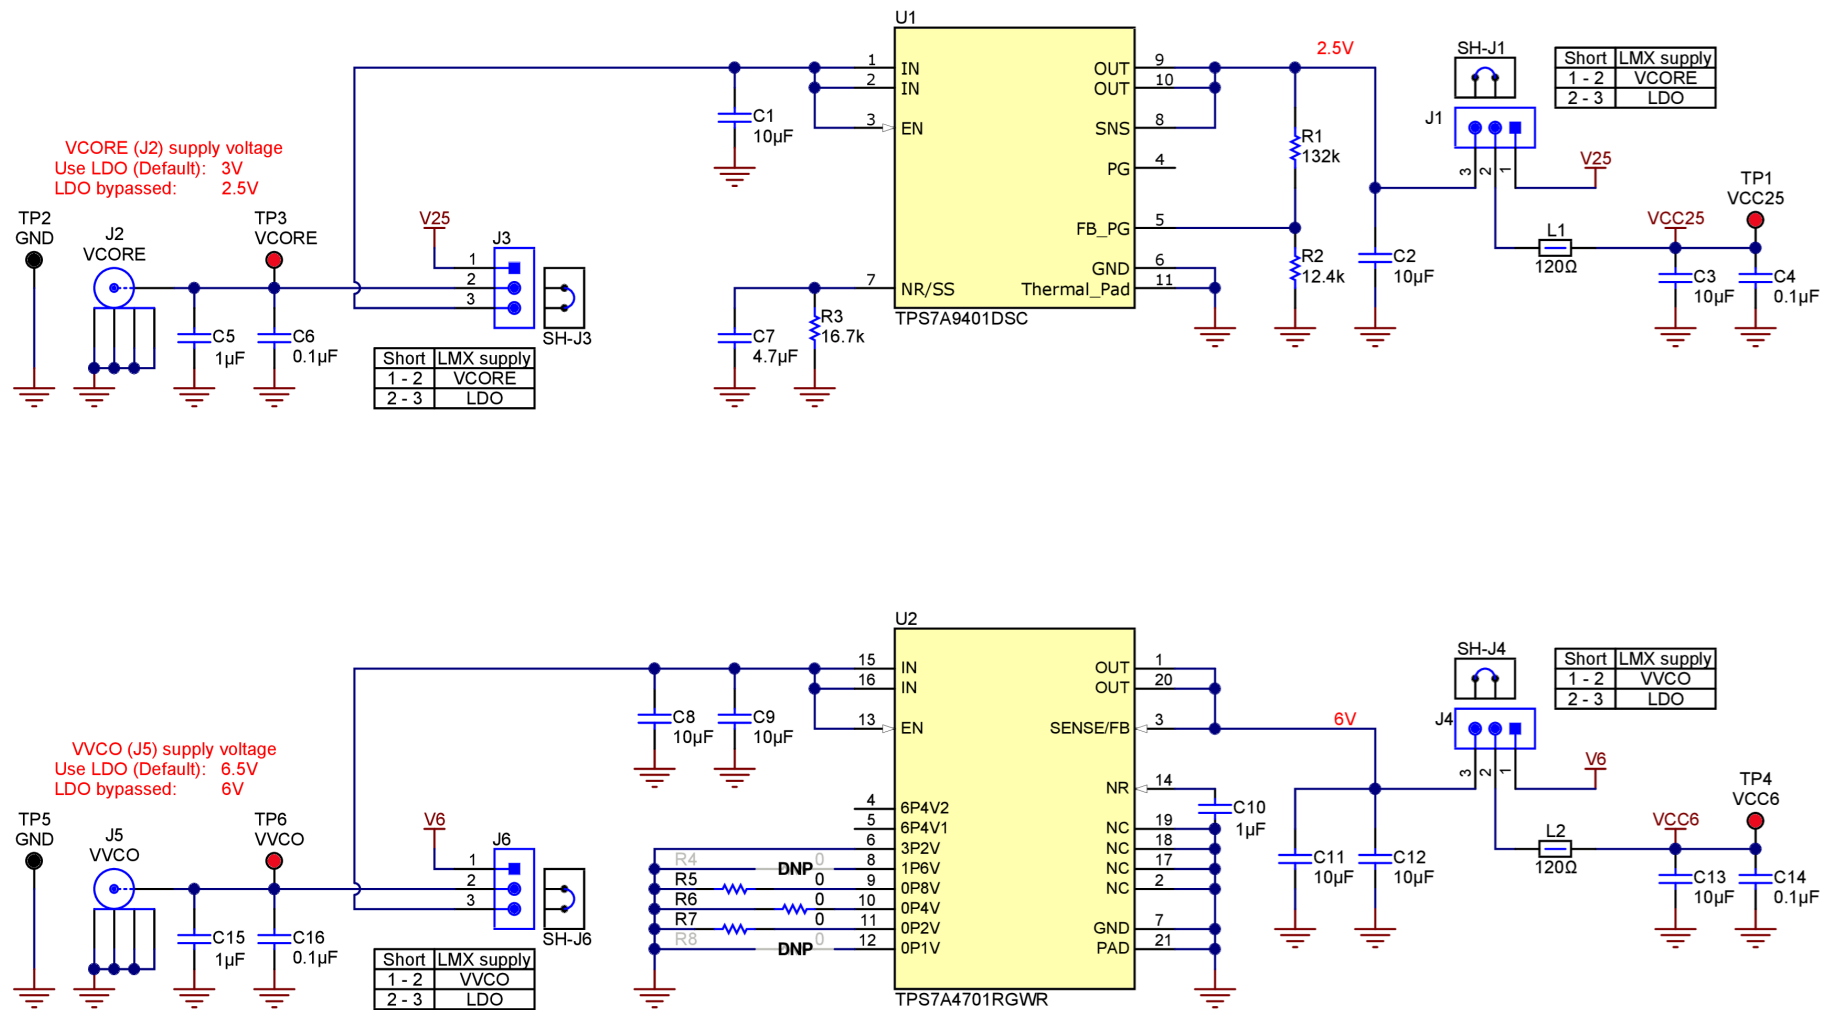 U1
TPS7A9401DSC
1 IN
2 IN
3 EN
7 NR/SS
OUT 9
OUT 10
SNS 8
PG 4
FB_PG 5
GND 6
Thermal_Pad 11
2.5V
C1
10µF
C7
4.7µF
R3
16.7k
R1
132k
R2
12.4k
C2
10µF
SH-J1
J1
3 2 1
Short LMX supply
1 - 2 VCORE
2 - 3 LDO
V25
L1
120Ω
VCC25
TP1
VCC25
C3
10µF
C4
0.1µF
VCORE (J2) supply voltage
Use LDO (Default): 3V
LDO bypassed: 2.5V
TP2
GND
J2
VCORE
TP3
VCORE
C5
1µF
C6
0.1µF
V25
J3
1
2
3
SH-J3
Short LMX supply
1 - 2 VCORE
2 - 3 LDO
U2
TPS7A4701RGWR
15 IN
16 IN
13 EN
4 6P4V2
5 6P4V1
6 3P2V
8 1P6V
9 0P8V
10 0P4V
11 0P2V
12 0P1V
OUT 1
OUT 20
SENSE/FB 3
NR 14
NC 19
NC 18
NC 17
NC 2
GND 7
PAD 21
6V
C8
10µF
C9
10µF
R4 DNP 0
R5 0
R6 0
R7 0
R8 DNP 0
C10
1µF
C11
10µF
C12
10µF
SH-J4
J4
3 2 1
Short LMX supply
1 - 2 VVCO
2 - 3 LDO
V6
L2
120Ω
VCC6
TP4
VCC6
C13
10µF
C14
0.1µF
VVCO (J5) supply voltage
Use LDO (Default): 6.5V
LDO bypassed: 6V
TP5
GND
J5
VVCO
TP6
VVCO
C15
1µF
C16
0.1µF
V6
J6
1
2
3
SH-J6
Short LMX supply
1 - 2 VVCO
2 - 3 LDO